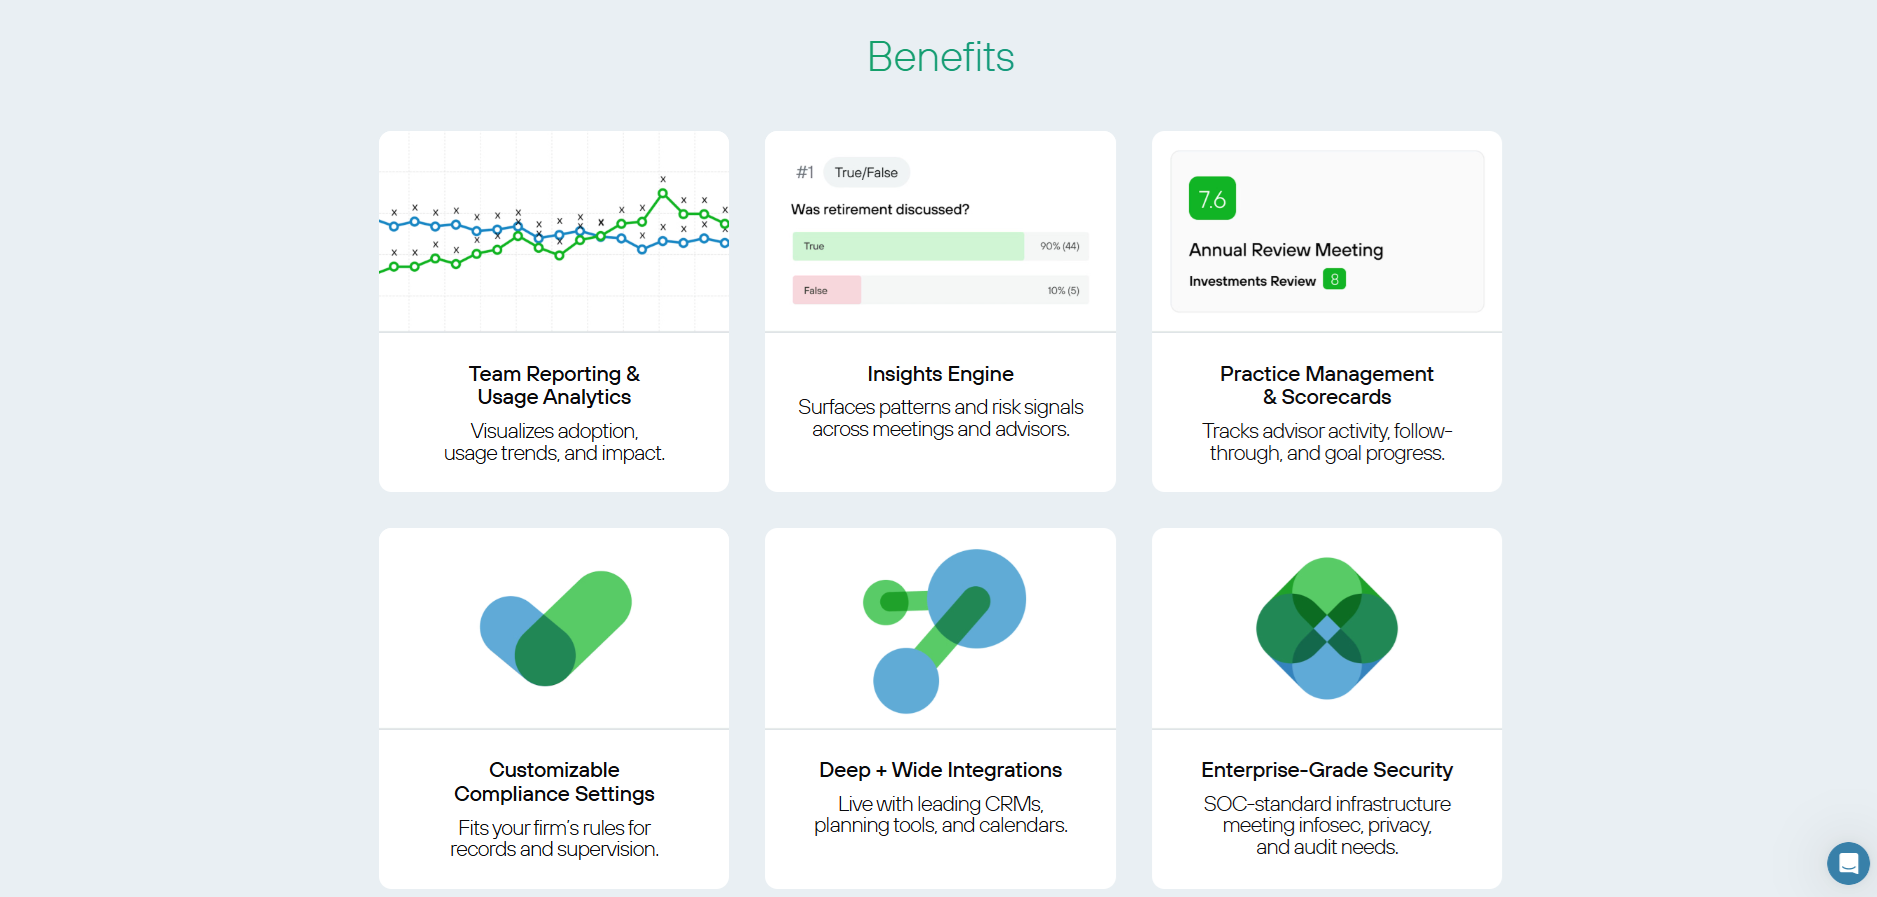 Benefits
#1 True/False
Was retirement discussed?
True 90% (44)
False 10% (5)
7.6
Annual Review Meeting
Investments Review 8
Team Reporting &
Usage Analytics
Visualizes adoption,
usage trends, and impact.
Insights Engine
Surfaces patterns and risk signals
across meetings and advisors.
Practice Management
& Scorecards
Tracks advisor activity, follow-
through, and goal progress.
Customizable
Compliance Settings
Fits your firm’s rules for
records and supervision.
Deep + Wide Integrations
Live with leading CRMs,
planning tools, and calendars.
Enterprise-Grade Security
SOC-standard infrastructure
meeting infosec, privacy,
and audit needs.